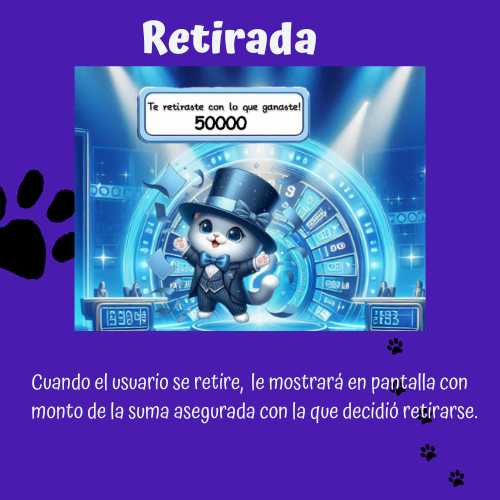 Retirada
Te retiraste con lo que ganaste!
50000
Cuando el usuario se retire, le mostrará en pantalla con
monto de la suma asegurada con la que decidió retirarse.